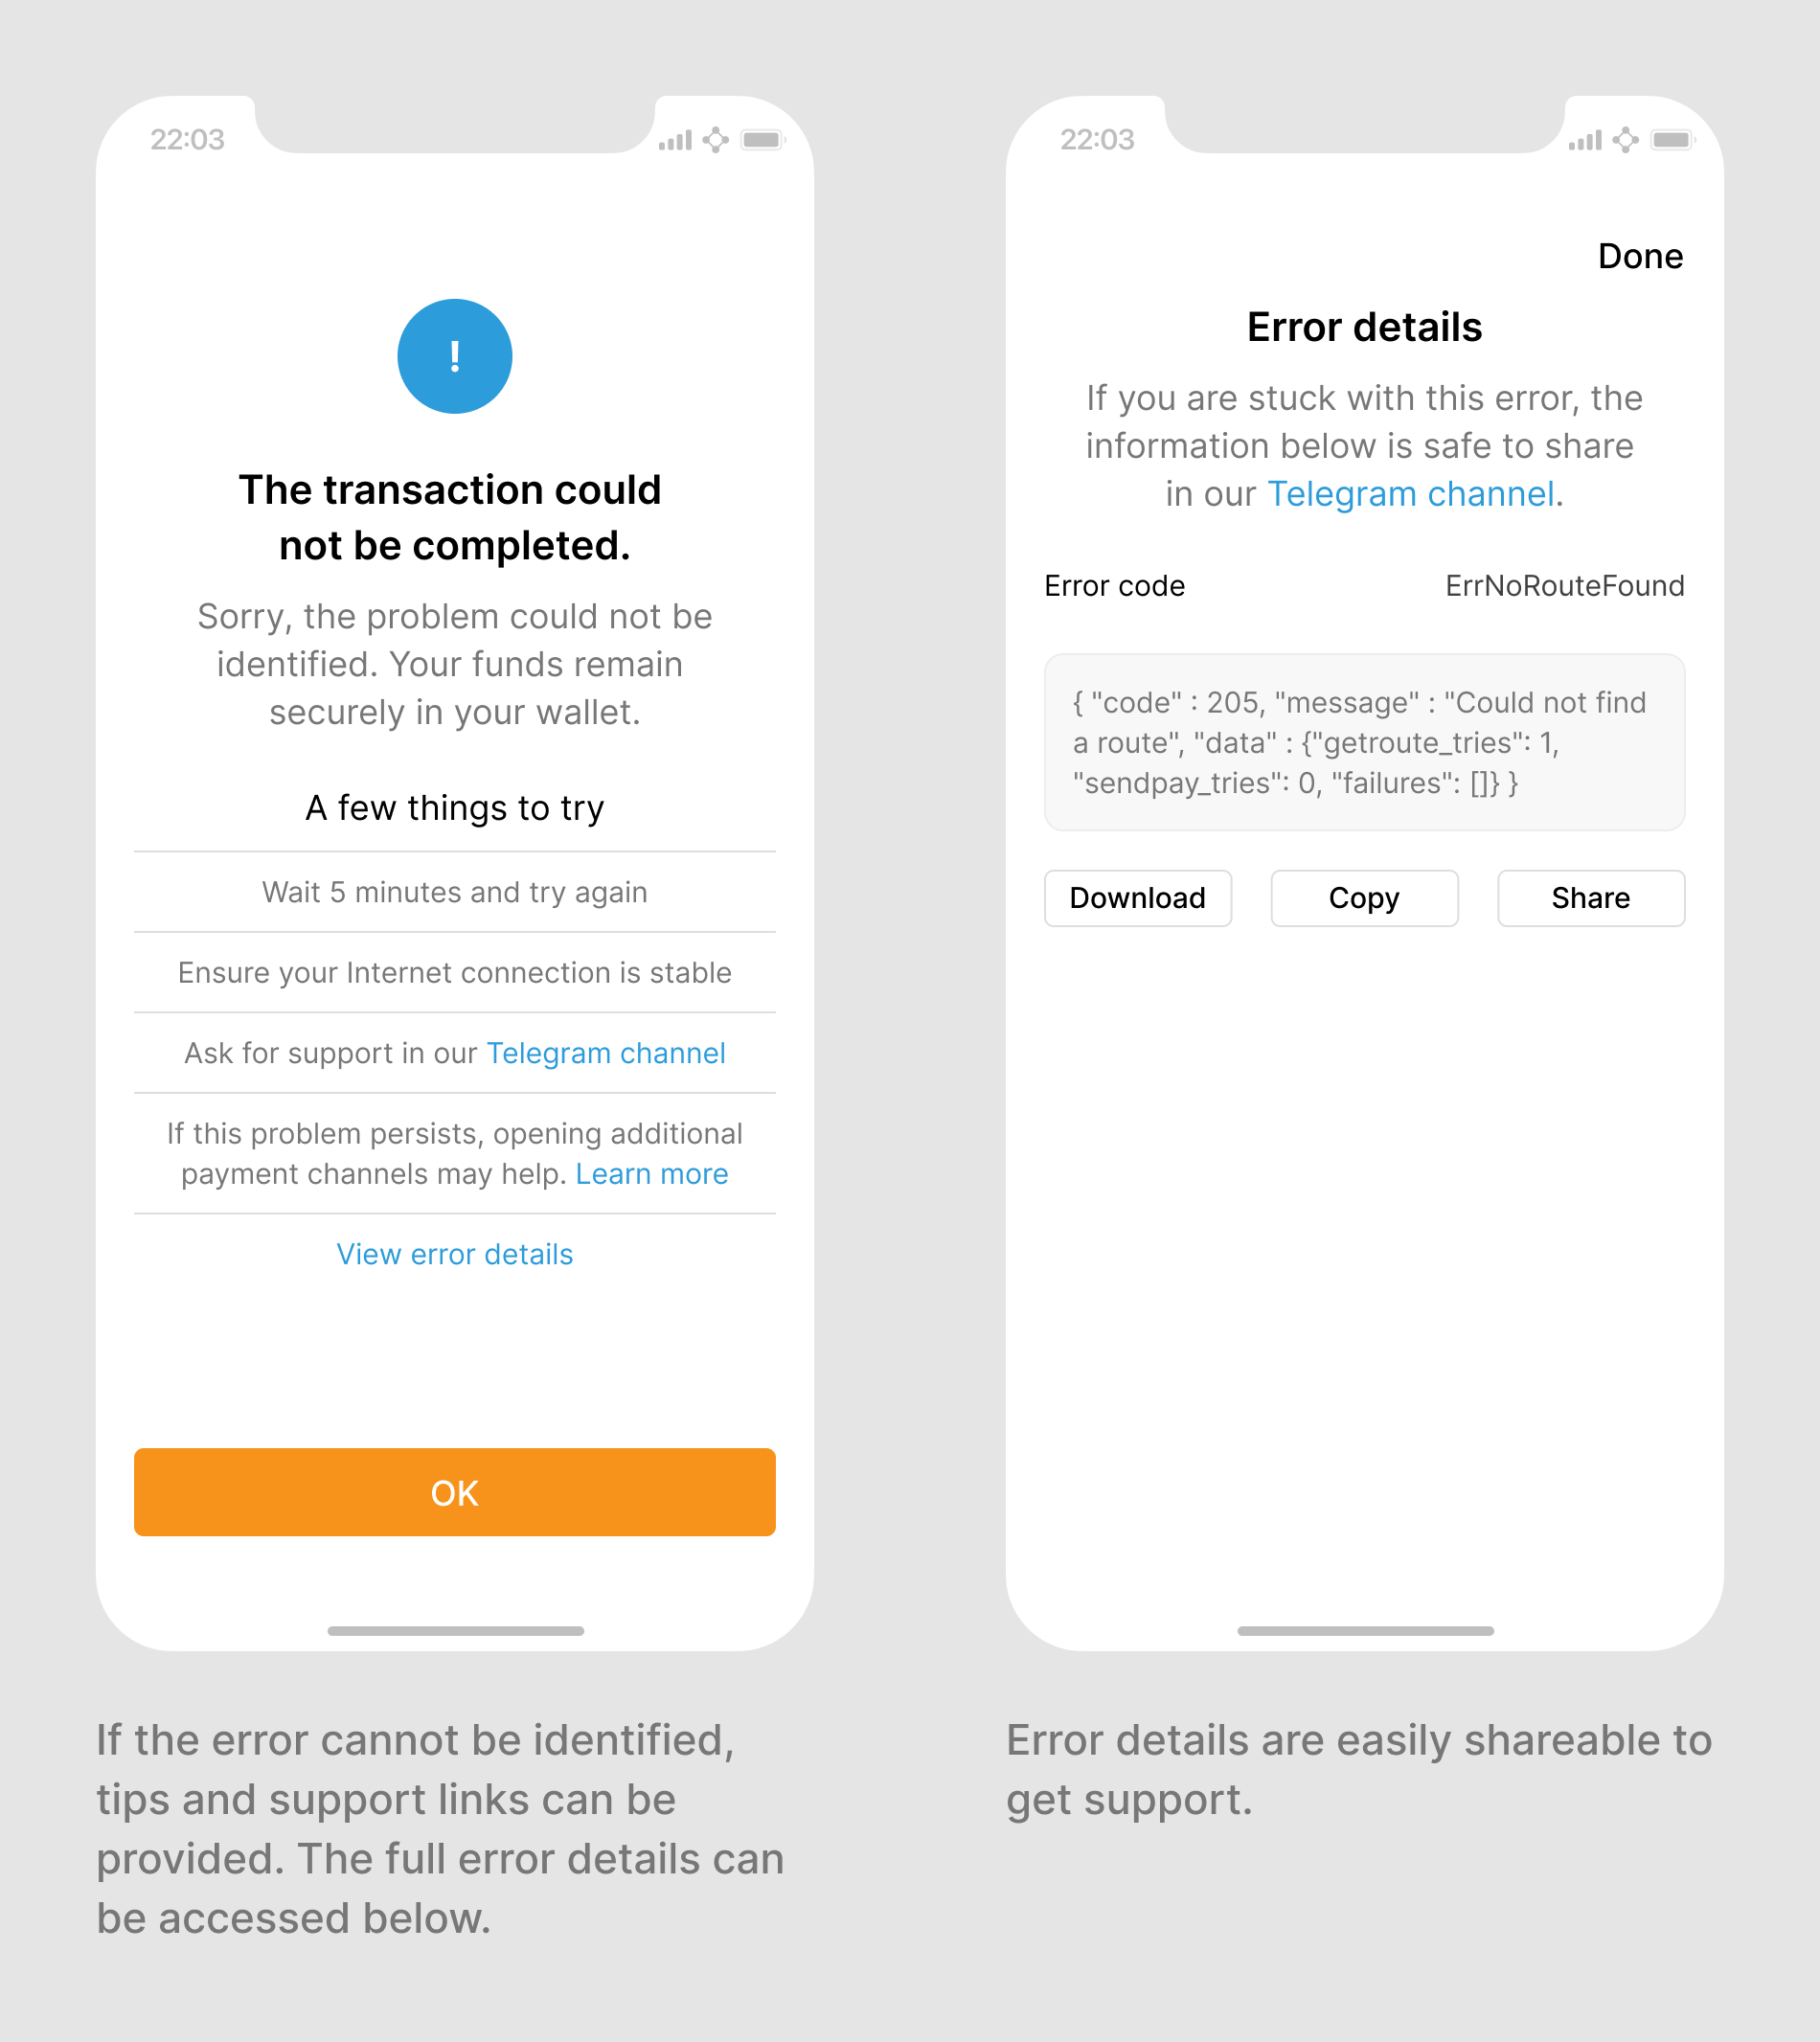 22:03
!
The transaction could
not be completed.
Sorry, the problem could not be
identified. Your funds remain
securely in your wallet.
A few things to try
Wait 5 minutes and try again
Ensure your Internet connection is stable
Ask for support in our Telegram channel
If this problem persists, opening additional
payment channels may help. Learn more
View error details
OK
If the error cannot be identified,
tips and support links can be
provided. The full error details can
be accessed below.
22:03
Done
Error details
If you are stuck with this error, the
information below is safe to share
in our Telegram channel.
Error code ErrNoRouteFound
{ "code" : 205, "message" : "Could not find
a route", "data" : {"getroute_tries": 1,
"sendpay_tries": 0, "failures": []} }
Download Copy Share
Error details are easily shareable to
get support.